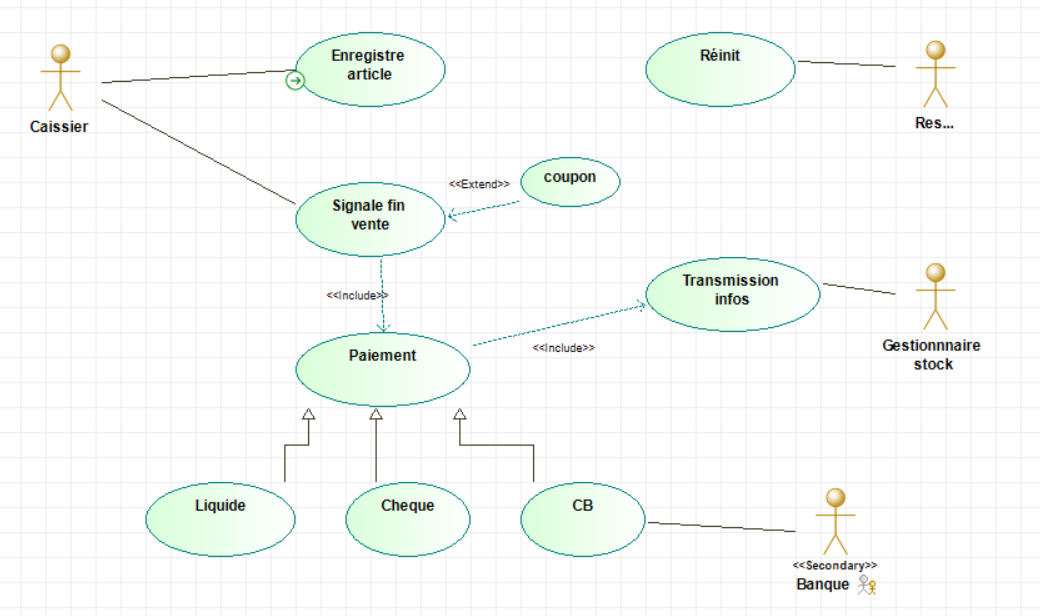 Enregistre
article
Réinit
Caissier
Res...
<<Extend>>
coupon
Signale fin
vente
Transmission
infos
<<Include>>
Gestionnnaire
stock
Paiement
<<Include>>
Liquide
Cheque
CB
<<Secondary>>
Banque